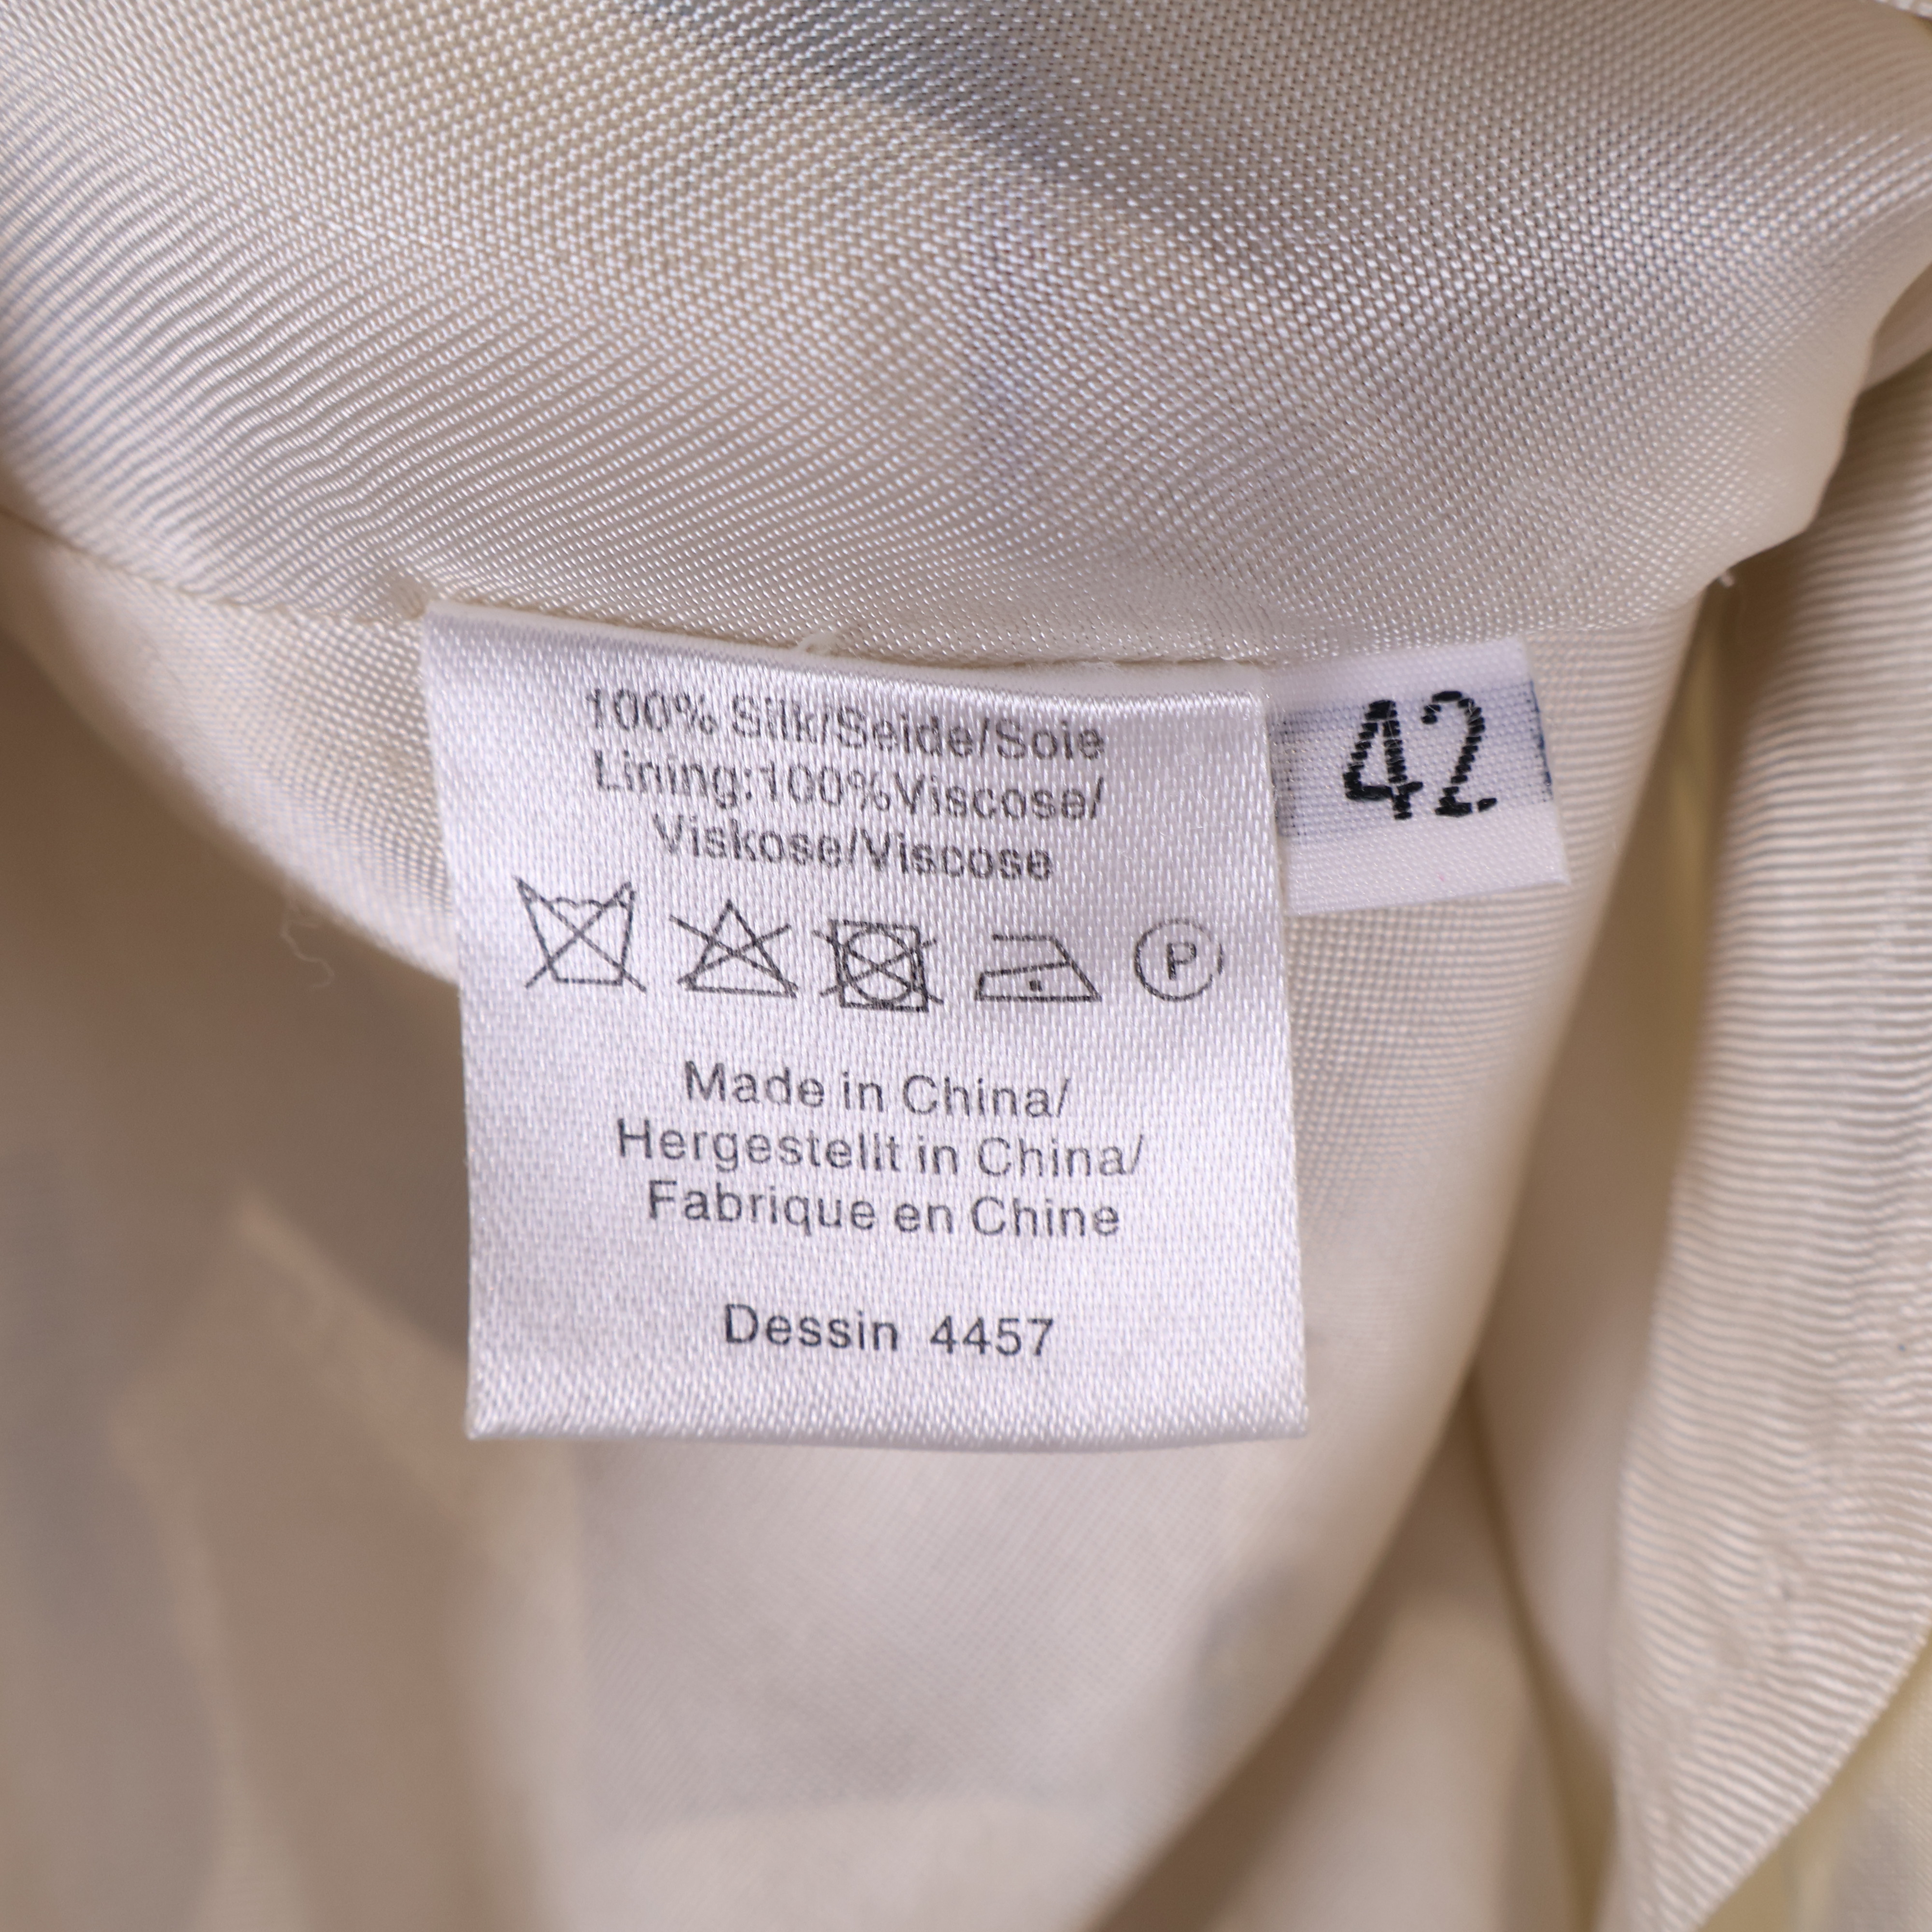 100% Silk/Seide/Soie
Lining:100%Viscose/
Viskose/Viscose
42
P
Made in China/
Hergestellt in China/
Fabrique en Chine
Dessin 4457